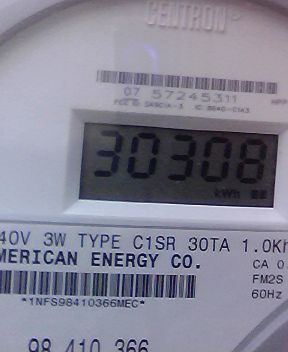 CENTRON
07 57245311
30308
kWh
40V 3W TYPE C1SR 30TA 1.0Kh
MERICAN ENERGY CO.
CA 0.
FM2S
*1NFS98410366MEC*
60Hz
98 410 366